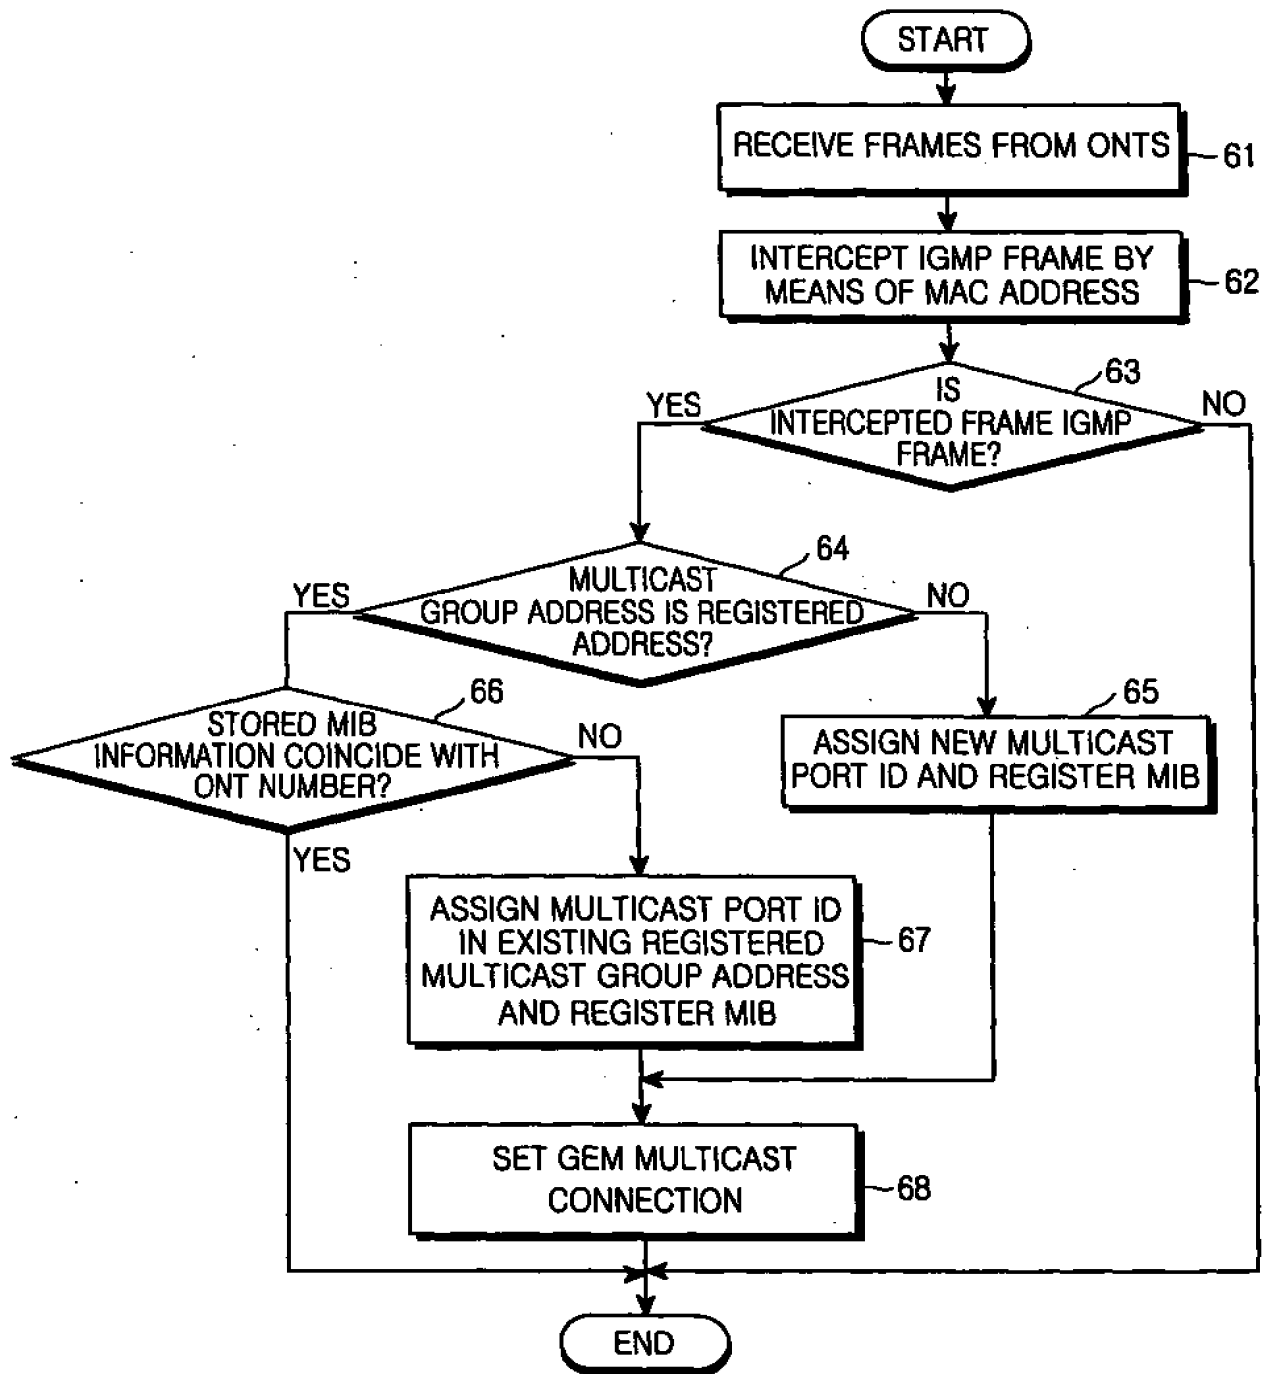 START
RECEIVE FRAMES FROM ONTS
61
INTERCEPT IGMP FRAME BY
MEANS OF MAC ADDRESS
62
63
IS
INTERCEPTED FRAME IGMP
FRAME?
YES
NO
64
MULTICAST
GROUP ADDRESS IS REGISTERED
ADDRESS?
YES
NO
66
STORED MIB
INFORMATION COINCIDE WITH
ONT NUMBER?
NO
YES
65
ASSIGN NEW MULTICAST
PORT ID AND REGISTER MIB
ASSIGN MULTICAST PORT ID
IN EXISTING REGISTERED
MULTICAST GROUP ADDRESS
AND REGISTER MIB
67
SET GEM MULTICAST
CONNECTION
68
END